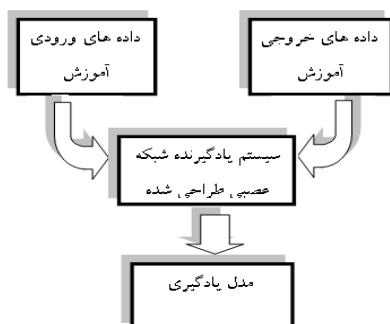 داده های خروجی
آموزش
داده های ورودی
آموزش
سیستم یادگیرنده شبکه
عصبی طراحی شده
مدل یادگیری